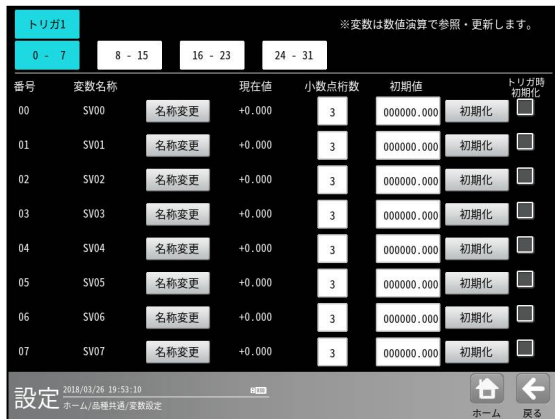 トリガ1 ※変数は数値演算で参照・更新します。
0 - 7 8 - 15 16 - 23 24 - 31
番号 変数名称 現在値 小数点桁数 初期値 トリガ時初期化
00 SV00 名称変更 +0.000 3 000000.000 初期化
01 SV01 名称変更 +0.000 3 000000.000 初期化
02 SV02 名称変更 +0.000 3 000000.000 初期化
03 SV03 名称変更 +0.000 3 000000.000 初期化
04 SV04 名称変更 +0.000 3 000000.000 初期化
05 SV05 名称変更 +0.000 3 000000.000 初期化
06 SV06 名称変更 +0.000 3 000000.000 初期化
07 SV07 名称変更 +0.000 3 000000.000 初期化
設定 2018/03/26 19:53:10
ホーム/品種共通/変数設定
ホーム 戻る